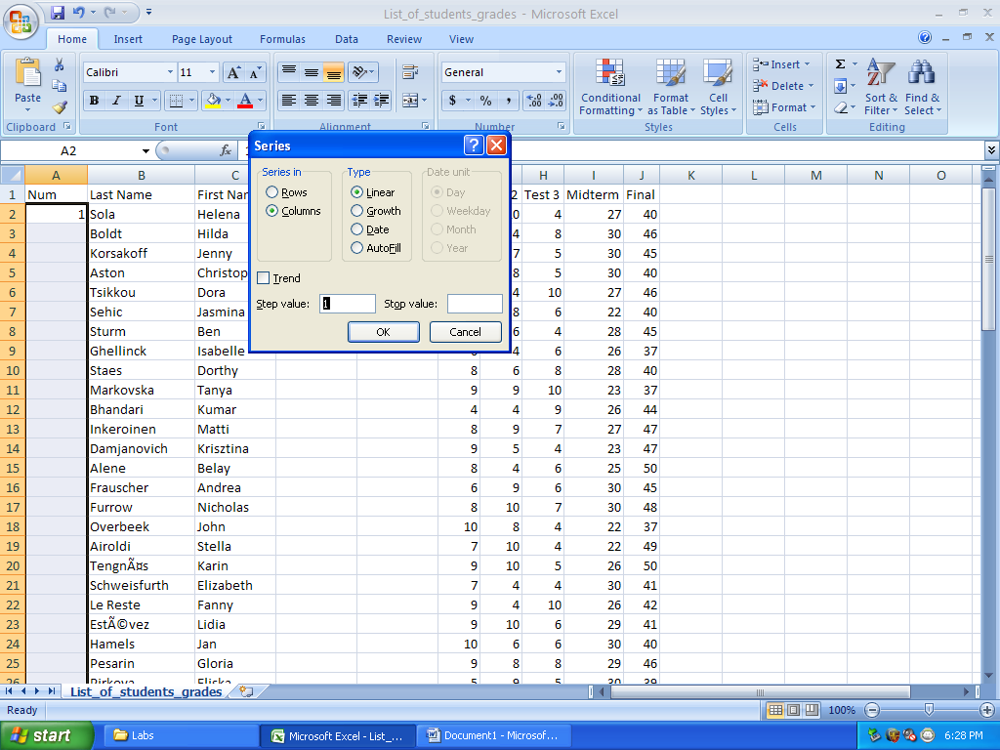 List_of_students_grades - Microsoft Excel
Home Insert Page Layout Formulas Data Review View
Paste Calibri 11 General Conditional Formatting Format as Table Cell Styles Insert Delete Format Sort & Filter Find & Select
B I U $ % ,
Clipboard Font Alignment Number Styles Cells Editing
A2 fx
Series
Series in Type Date unit
Rows Linear Day
Columns Growth Weekday
Date Month
AutoFill Year
Trend
Step value: 1 Stop value:
OK Cancel
A B C H I J K L M N O
1 Num Last Name First Nam 2 Test 3 Midterm Final
2 1 Sola Helena 0 4 27 40
3 Boldt Hilda 4 8 30 46
4 Korsakoff Jenny 7 5 30 45
5 Aston Christop 8 5 30 40
6 Tsikkou Dora 4 10 27 46
7 Sehic Jasmina 8 6 22 40
8 Sturm Ben 6 4 28 45
9 Ghellinck Isabelle 4 6 26 37
10 Staes Dorthy 8 6 8 28 40
11 Markovska Tanya 9 9 10 23 37
12 Bhandari Kumar 4 4 9 26 44
13 Inkeroinen Matti 8 9 7 27 47
14 Damjanovich Krisztina 9 5 4 23 47
15 Alene Belay 8 4 6 25 50
16 Frauscher Andrea 6 9 6 30 45
17 Furrow Nicholas 8 10 7 30 48
18 Overbeek John 10 8 4 22 37
19 Airoldi Stella 7 10 4 22 49
20 TengnÃ¤s Karin 9 10 5 26 50
21 Schweisfurth Elizabeth 7 4 4 30 41
22 Le Reste Fanny 9 4 10 26 42
23 EstÃ©vez Lidia 9 10 6 29 41
24 Hamels Jan 10 6 6 30 40
25 Pesarin Gloria 9 8 8 29 46
26 Pirkova Eliska 5 9 5 30 39
List_of_students_grades
Ready 100%
start Labs Microsoft Excel - List_... Document1 - Microsof... 6:28 PM